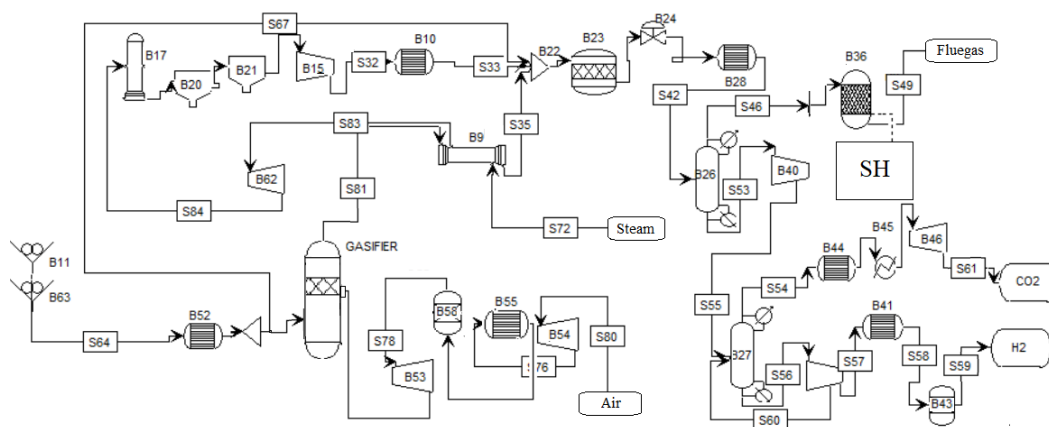 S67
B24
B17
B10
B23
Fluegas
B22
B36
S32
S33
B21
B15
B20
B28
S42
S46
S49
S83
B9
S35
B26
S53
B40
SH
B62
S81
S84
S72
Steam
GASIFIER
B45
B46
B11
B44
S61
S54
CO2
B63
B52
B58
B55
S55
B41
S64
S78
B54
S80
B27
S57
S58
H2
S59
S56
B53
S76
B43
Air
S60